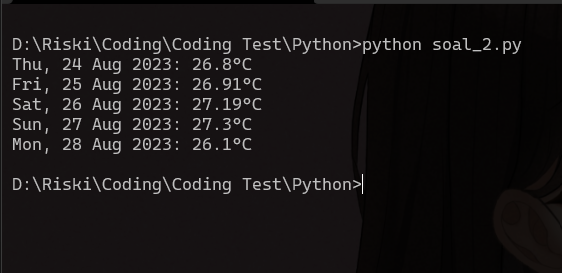 D:\Riski\Coding\Coding Test\Python>python soal_2.py
Thu, 24 Aug 2023: 26.8°C
Fri, 25 Aug 2023: 26.91°C
Sat, 26 Aug 2023: 27.19°C
Sun, 27 Aug 2023: 27.3°C
Mon, 28 Aug 2023: 26.1°C
D:\Riski\Coding\Coding Test\Python>